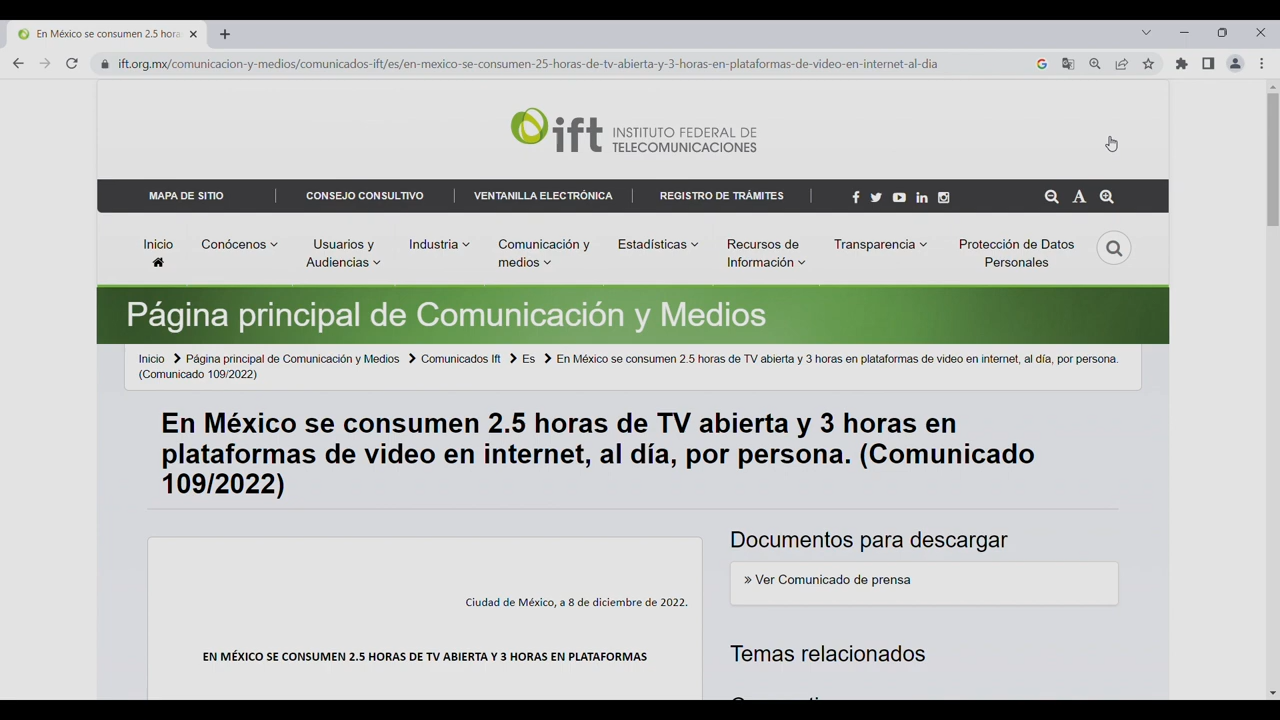 En México se consumen 2.5 hora
ift.org.mx/comunicacion-y-medios/comunicados-ift/es/en-mexico-se-consumen-25-horas-de-tv-abierta-y-3-horas-en-plataformas-de-video-en-internet-al-dia
ift INSTITUTO FEDERAL DE
TELECOMUNICACIONES
MAPA DE SITIO CONSEJO CONSULTIVO VENTANILLA ELECTRÓNICA REGISTRO DE TRÁMITES
Inicio Conócenos Usuarios y Audiencias Industria Comunicación y medios Estadísticas Recursos de Información Transparencia Protección de Datos Personales
Página principal de Comunicación y Medios
Inicio > Página principal de Comunicación y Medios > Comunicados Ift > Es > En México se consumen 2.5 horas de TV abierta y 3 horas en plataformas de video en internet, al día, por persona.
(Comunicado 109/2022)
En México se consumen 2.5 horas de TV abierta y 3 horas en
plataformas de video en internet, al día, por persona. (Comunicado
109/2022)
Documentos para descargar
» Ver Comunicado de prensa
Ciudad de México, a 8 de diciembre de 2022.
EN MÉXICO SE CONSUMEN 2.5 HORAS DE TV ABIERTA Y 3 HORAS EN PLATAFORMAS
Temas relacionados